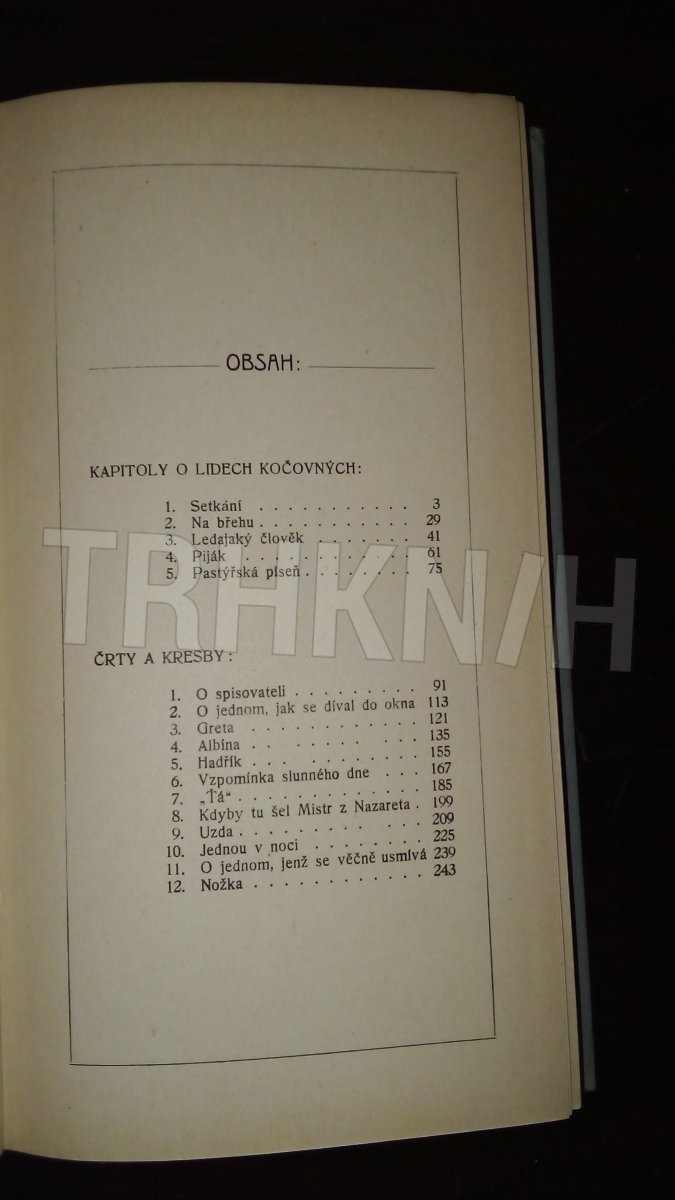 OBSAH:
KAPITOLY O LIDECH KOČOVNÝCH:
1. Setkání . . . . . . . . . . . 3
2. Na břehu . . . . . . . . . . . 29
3. Ledajaký člověk . . . . . . . 41
4. Piják . . . . . . . . . . . . 61
5. Pastýřská píseň . . . . . . . . 75
TRHKNIH
ČRTY A KRESBY:
1. O spisovateli . . . . . . . . . 91
2. O jednom, jak se díval do okna 113
3. Greta . . . . . . . . . . . . 121
4. Albína . . . . . . . . . 135
5. Hadřík . . . . . . . . . . 155
6. Vzpomínka slunného dne . . . 167
7. „Ťá“ . . . . . . . . . . . . 185
8. Kdyby tu šel Mistr z Nazareta . 199
9. Uzda . . . . . . . . . . . . 209
10. Jednou v noci . . . . . . . . 225
11. O jednom, jenž se věčně usmívá 239
12. Nožka . . . . . . . . . . . . 243